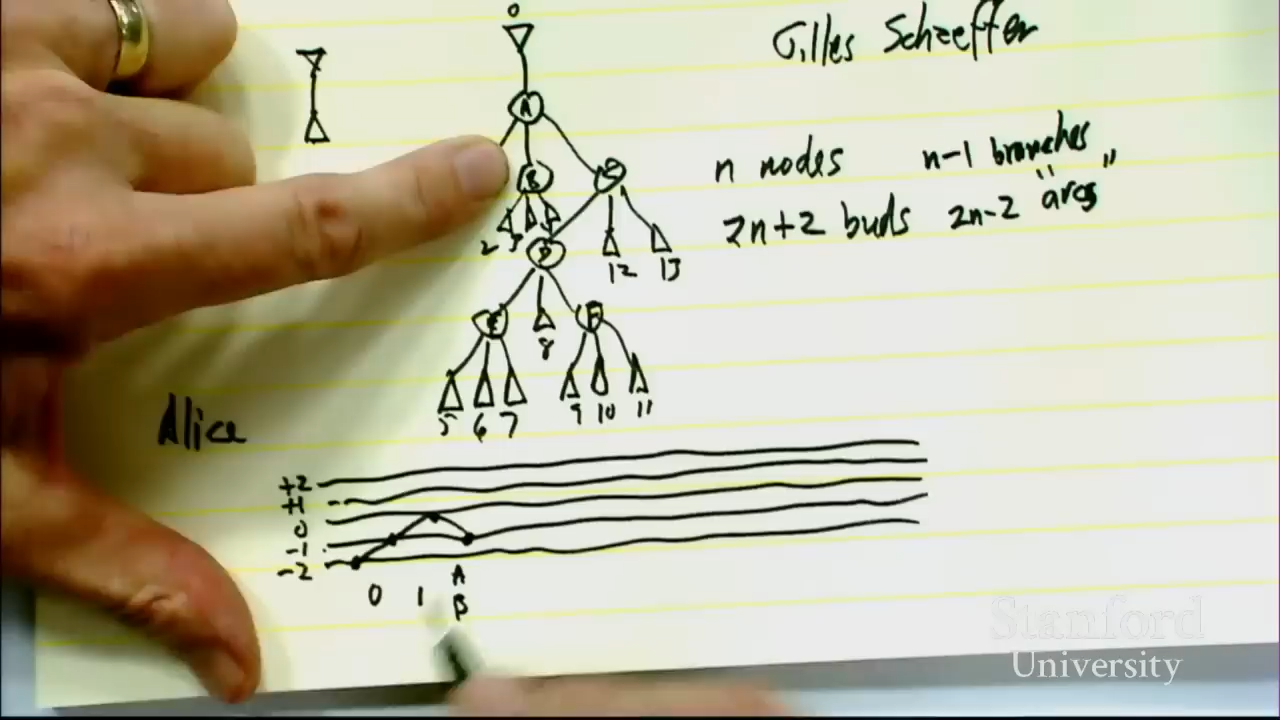 0
Gilles Schaeffer
A
n nodes n-1 branches
2n+2 buds 2n-2 "arcs"
B
2 3 4
D
12 13
E
8
F
5 6 7 9 10 11
Alice
+2
+1
0
-1
-2
0 1 A
B
Stanford
University